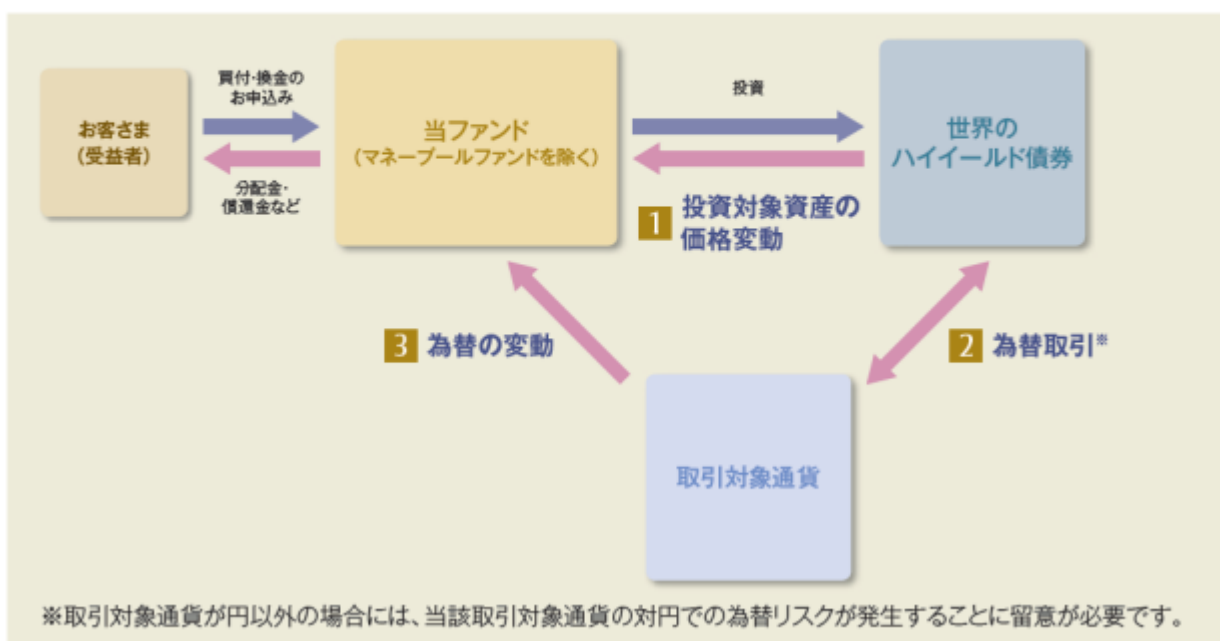 買付・換金の
お申込み
お客さま
(受益者)
分配金・
償還金など
当ファンド
(マネープールファンドを除く)
投資
世界の
ハイイールド債券
1 投資対象資産の
価格変動
3 為替の変動
2 為替取引※
取引対象通貨
※取引対象通貨が円以外の場合には、当該取引対象通貨の対円での為替リスクが発生することに留意が必要です。